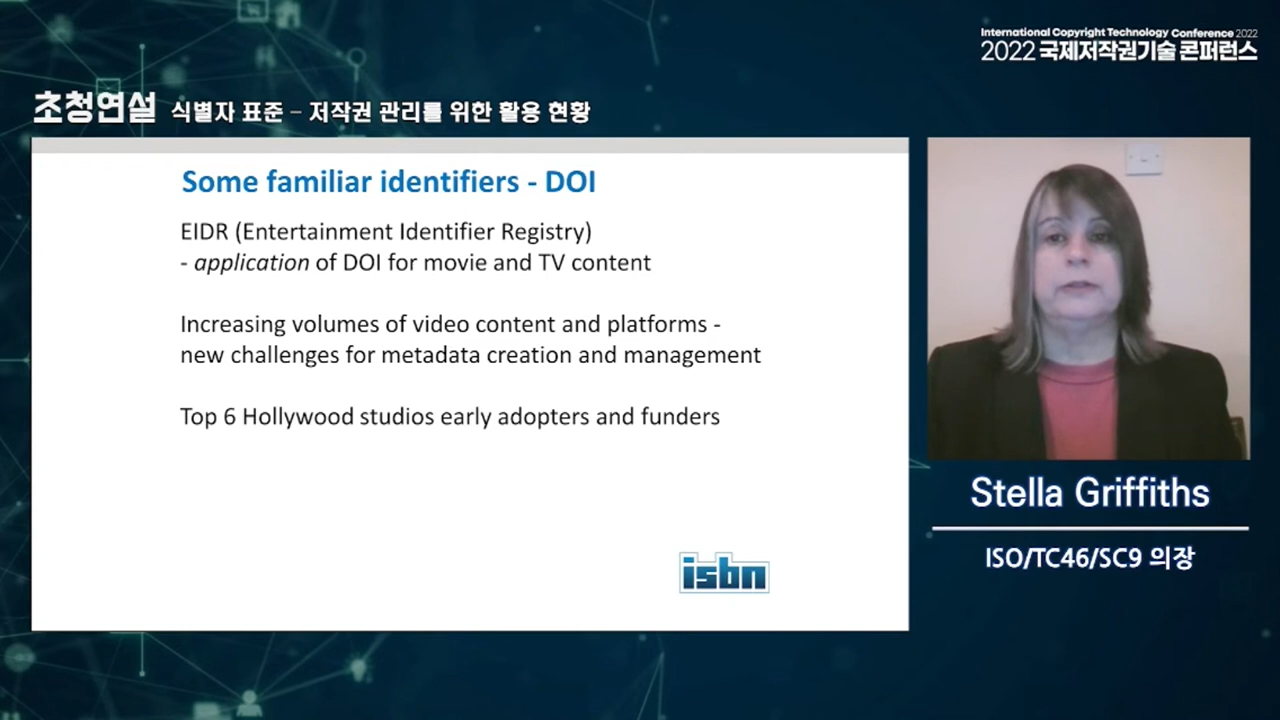 International Copyright Technology Conference 2022
2022 국제저작권기술 콘퍼런스
초청연설 식별자 표준 – 저작권 관리를 위한 활용 현황
Some familiar identifiers - DOI
EIDR (Entertainment Identifier Registry)
- application of DOI for movie and TV content
Increasing volumes of video content and platforms -
new challenges for metadata creation and management
Top 6 Hollywood studios early adopters and funders
isbn
Stella Griffiths
ISO/TC46/SC9 의장